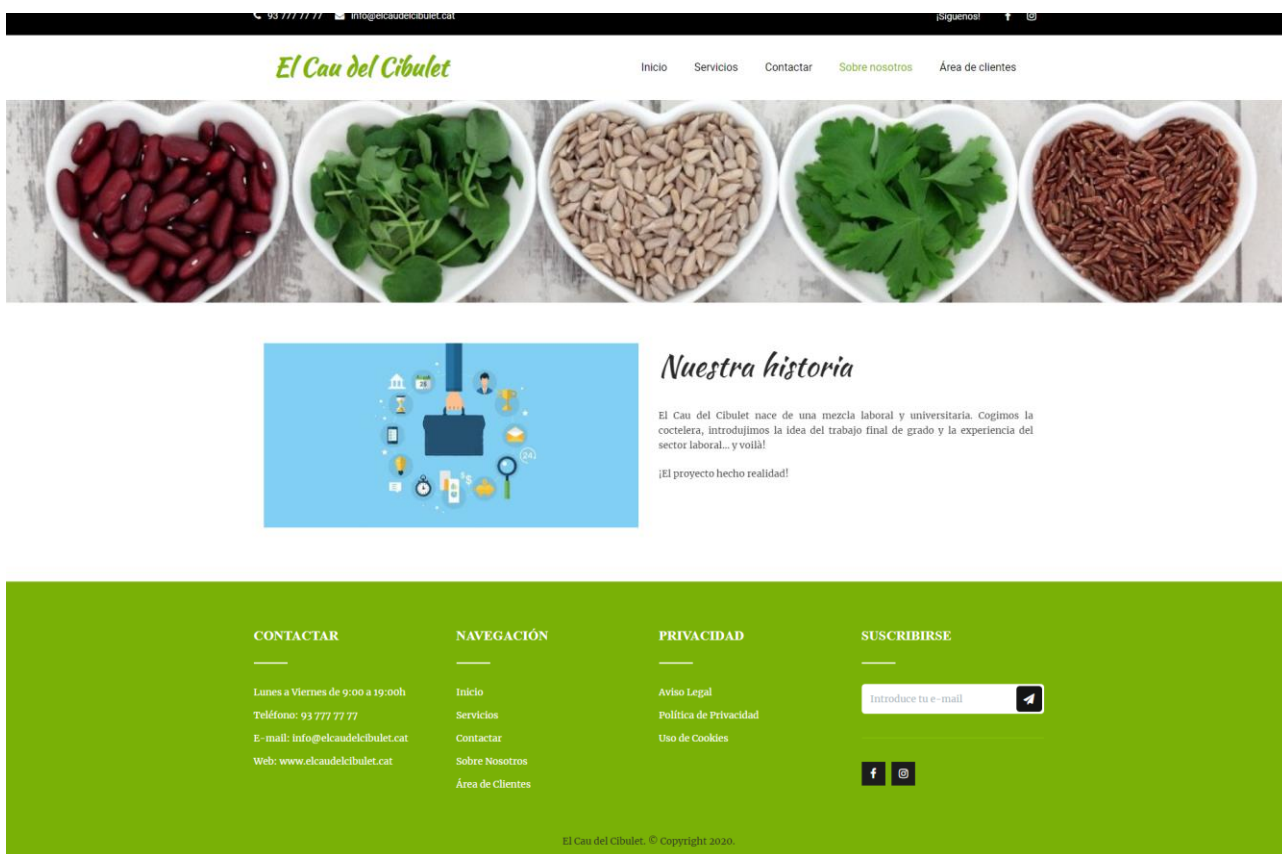 93 777 77 77 info@elcaudelcibulet.cat ¡Síguenos!
El Cau del Cibulet
Inicio Servicios Contactar Sobre nosotros Área de clientes
Nuestra historia
El Cau del Cibulet nace de una mezcla laboral y universitaria. Cogimos la
coctelera, introdujimos la idea del trabajo final de grado y la experiencia del
sector laboral... y voilà!
¡El proyecto hecho realidad!
26
24
$
$
CONTACTAR
Lunes a Viernes de 9:00 a 19:00h
Teléfono: 93 777 77 77
E-mail: info@elcaudelcibulet.cat
Web: www.elcaudelcibulet.cat
NAVEGACIÓN
Inicio
Servicios
Contactar
Sobre Nosotros
Área de Clientes
PRIVACIDAD
Aviso Legal
Política de Privacidad
Uso de Cookies
SUSCRIBIRSE
Introduce tu e-mail
El Cau del Cibulet. © Copyright 2020.